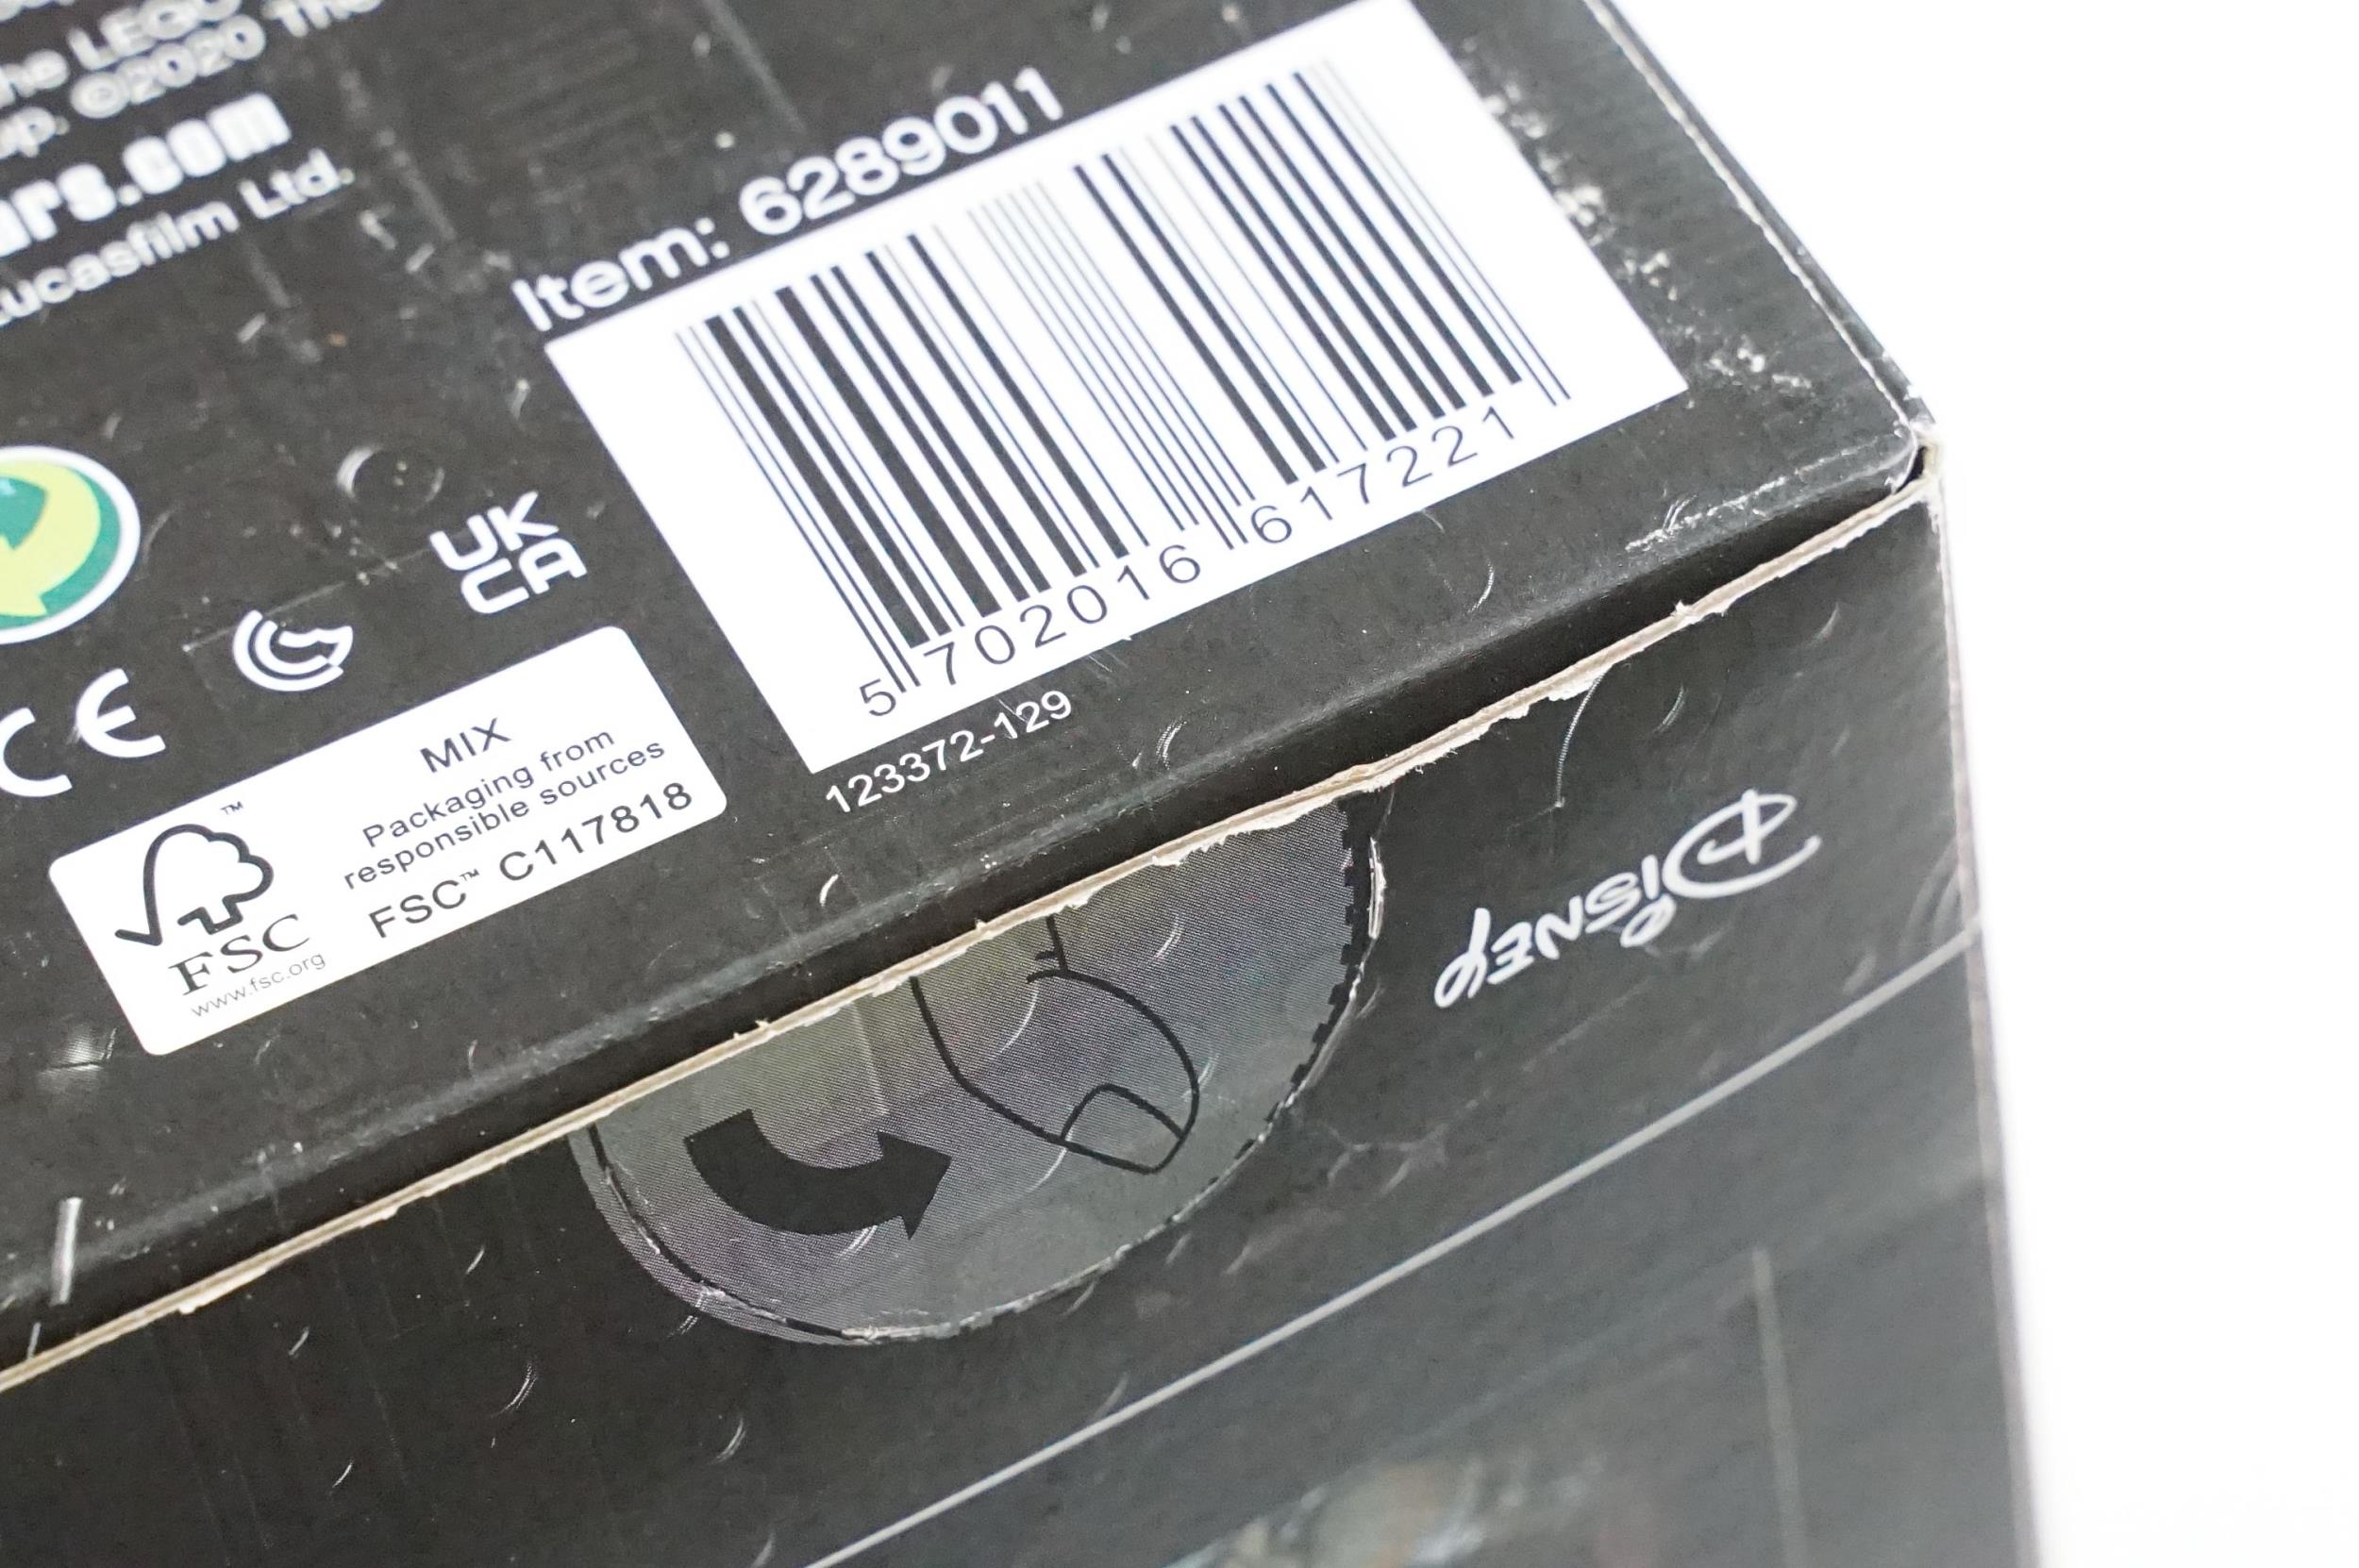 the LEGO
up. ©2020 The
ars.com
Lucasfilm Ltd.
Item: 6289011
5 702016 617221
123372-129
UK
CA
CE
MIX
Packaging from
responsible sources
FSC™ C117818
™
FSC
www.fsc.org
Disney